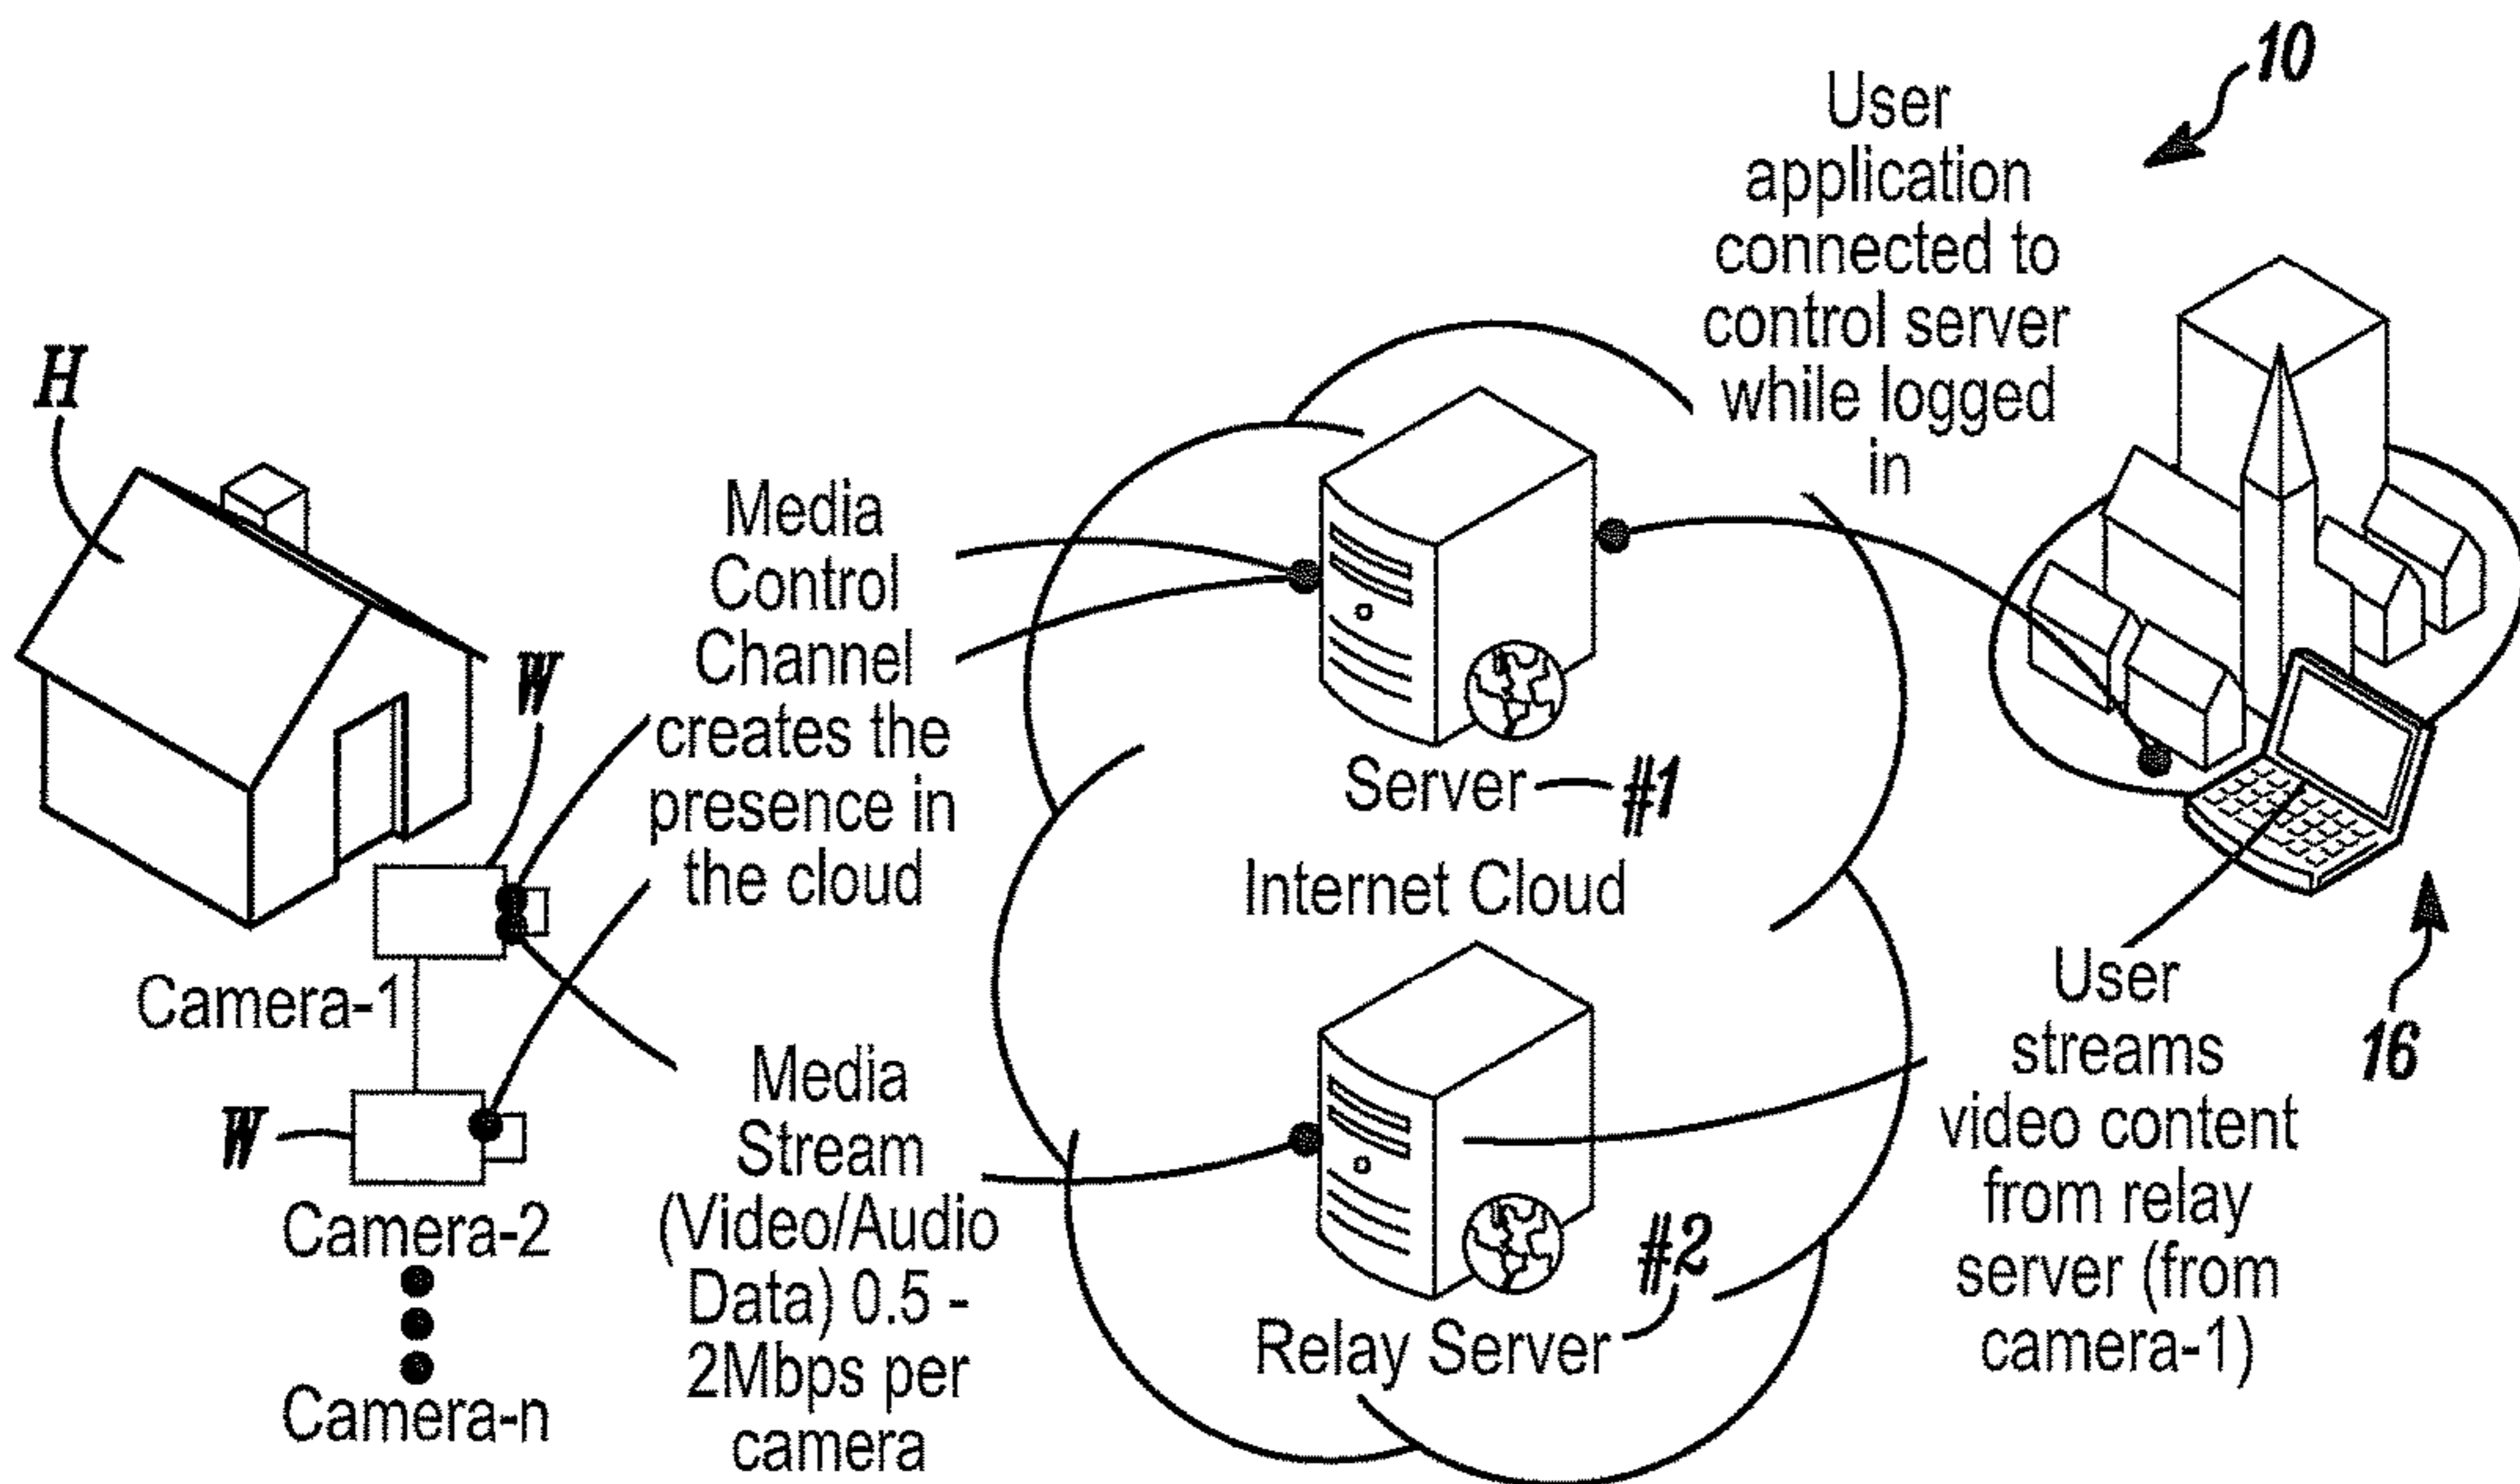 10
User
application
connected to
control server
while logged
in
H
Media
Control
Channel
creates the
presence in
the cloud
W
Server #1
Internet Cloud
Camera-1
W
Camera-2
Camera-n
Media
Stream
(Video/Audio
Data) 0.5 -
2Mbps per
camera
#2
Relay Server
16
User
streams
video content
from relay
server (from
camera-1)